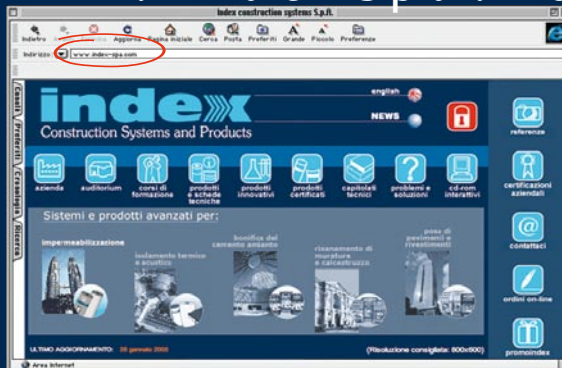 index construction systems S.p.A.
Indietro
Aggiorna Pagina iniziale Cerca Posta Preferiti Grande Piccolo Preferenze
Indirizzo: www.index-spa.com
Canali Preferiti Cronologia Ricerca
index
Construction Systems and Products
english
NEWS
referenze
azienda auditorium corsi di formazione prodotti e schede tecniche prodotti innovativi prodotti certificati capitolati tecnici problemi e soluzioni cd-rom interattivi
certificazioni aziendali
Sistemi e prodotti avanzati per:
impermeabilizzazione
isolamento termico e acustico
bonifica del cemento amianto
risanamento di murature e calcestruzzo
posa di pavimenti e rivestimenti
contattaci
ordini on-line
promoindex
ULTIMO AGGIORNAMENTO: 28 gennaio 2002
(Risoluzione consigliata: 800x600)
Area Internet